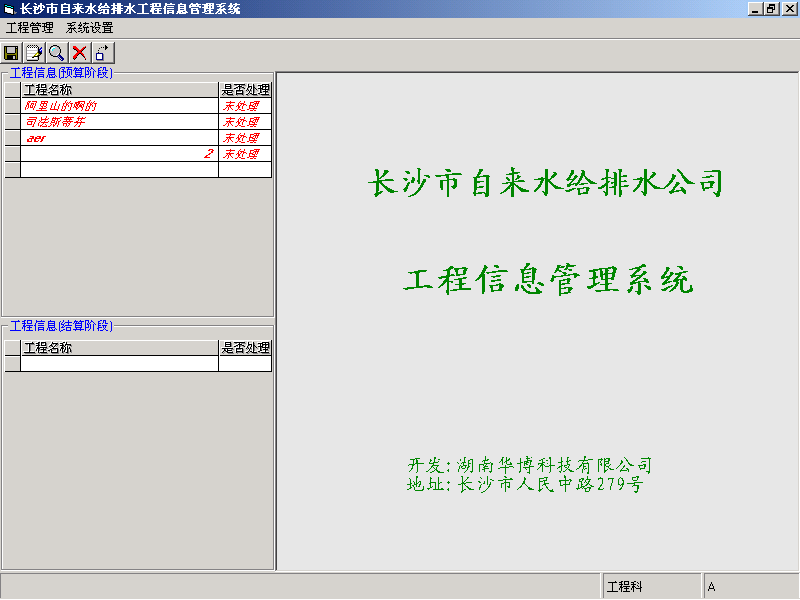 长沙市自来水给排水工程信息管理系统
工程管理 系统设置
工程信息(预算阶段)
工程名称 是否处理
阿里山的啊的 未处理
司法斯蒂芬 未处理
aer 未处理
2 未处理
工程信息(结算阶段)
工程名称 是否处理
长沙市自来水给排水公司
工程信息管理系统
开发:湖南华博科技有限公司
地址:长沙市人民中路279号
工程科 A